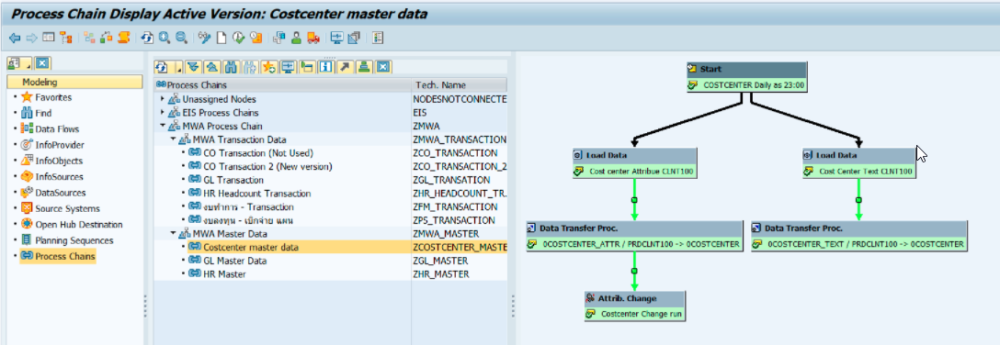 Process Chain Display Active Version: Costcenter master data
Modeling
Favorites
Find
Data Flows
InfoProvider
InfoObjects
InfoSources
DataSources
Source Systems
Open Hub Destination
Planning Sequences
Process Chains
Process Chains Tech. Name
Unassigned Nodes NODESNOTCONNECTE
EIS Process Chains EIS
MWA Process Chain ZMWA
MWA Transaction Data ZMWA_TRANSACTION
CO Transaction (Not Used) ZCO_TRANSACTION
CO Transaction 2 (New version) ZCO_TRANSACTION_2
GL Transaction ZGL_TRANSATION
HR Headcount Transaction ZHR_HEADCOUNT_TR.
งบทำการ - Transaction ZFM_TRANSACTION
งบลงทุน - เบิกจ่าย แผน ZPS_TRANSACTION
MWA Master Data ZMWA_MASTER
Costcenter master data ZCOSTCENTER_MASTE
GL Master Data ZGL_MASTER
HR Master ZHR_MASTER
Start
COSTCENTER Daily as 23:00
Load Data
Cost center Attribue CLNT100
Load Data
Cost Center Text CLNT100
Data Transfer Proc.
0COSTCENTER_ATTR / PRDCLNT100 -> 0COSTCENTER
Data Transfer Proc.
0COSTCENTER_TEXT / PRDCLNT100 -> 0COSTCENTER
Attrib. Change
Costcenter Change run